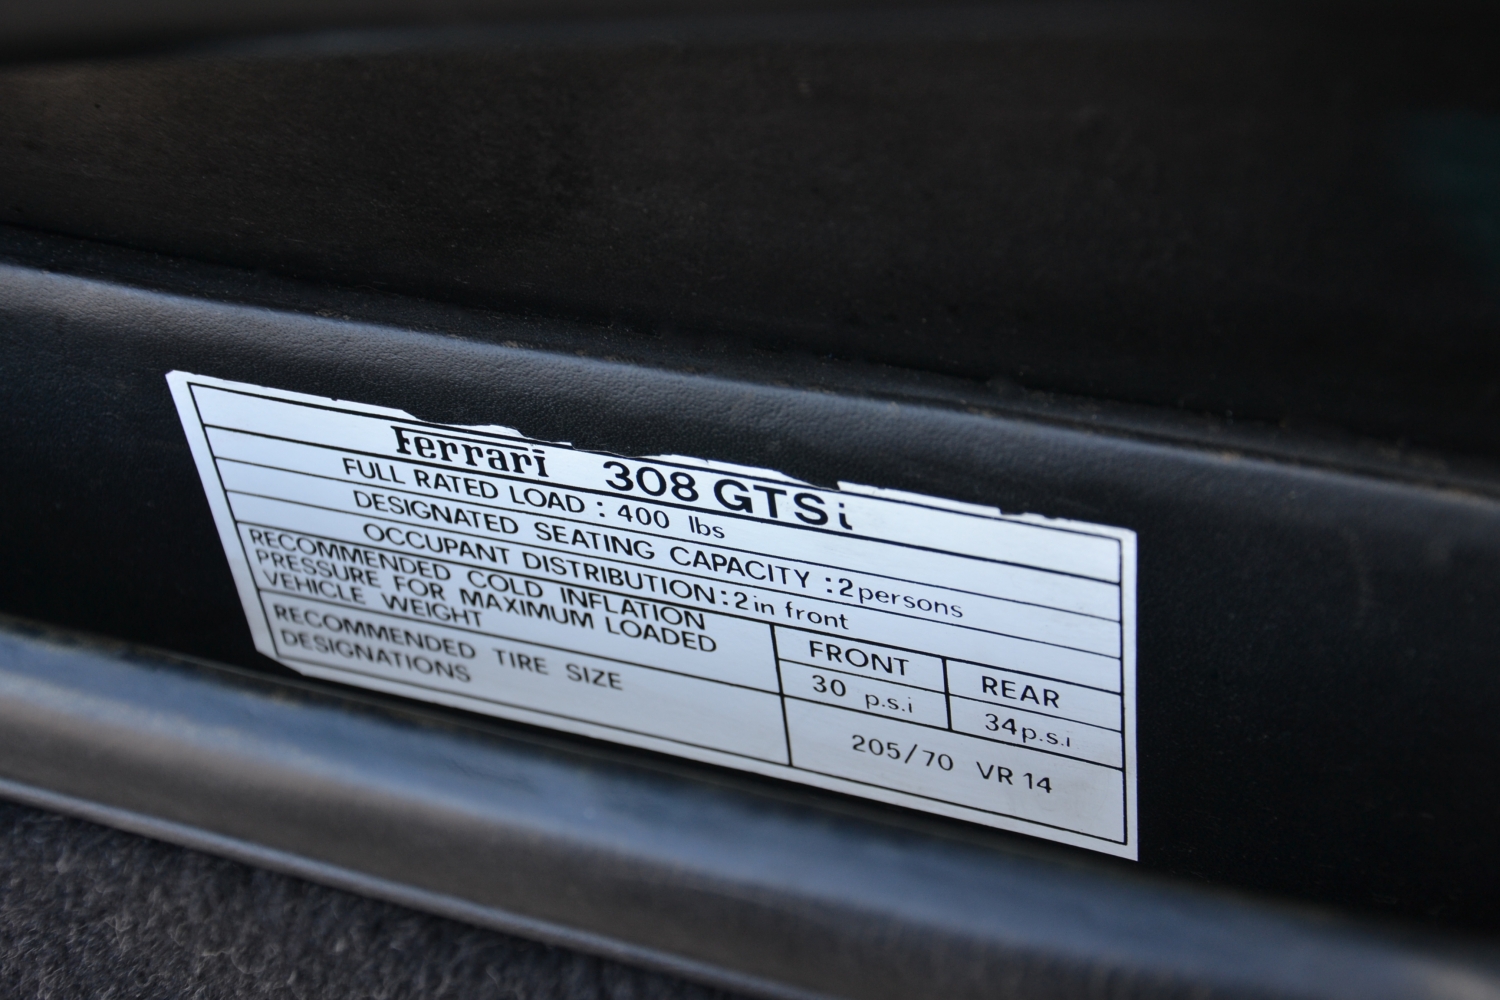 Ferrari 308 GTSi
FULL RATED LOAD : 400 lbs
DESIGNATED SEATING CAPACITY : 2 persons
OCCUPANT DISTRIBUTION : 2 in front
RECOMMENDED COLD INFLATION
PRESSURE FOR MAXIMUM LOADED
VEHICLE WEIGHT
FRONT REAR
30 p.s.i 34 p.s.i
RECOMMENDED TIRE SIZE
DESIGNATIONS
205/70 VR 14